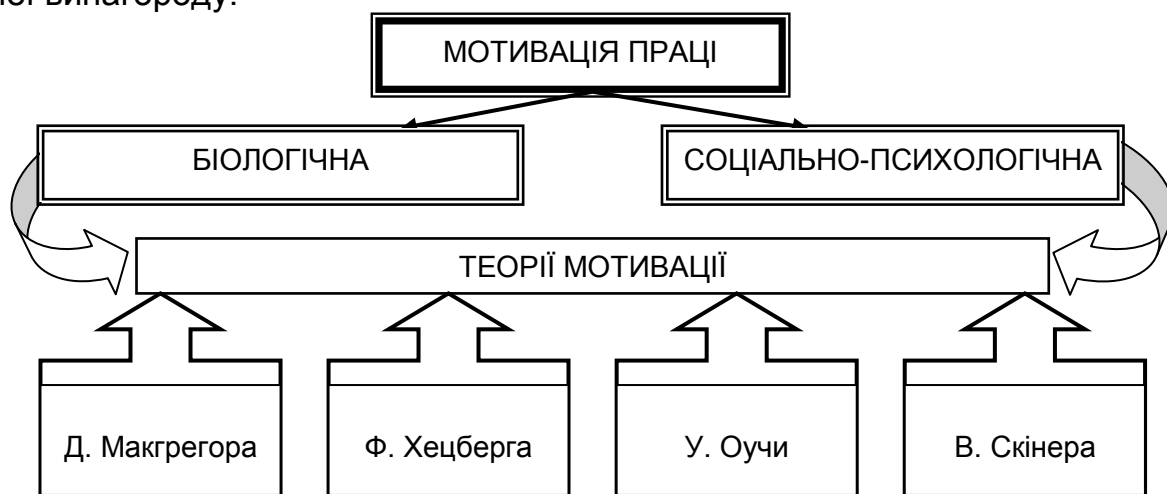 винагороду.
МОТИВАЦІЯ ПРАЦІ
БІОЛОГІЧНА
СОЦІАЛЬНО-ПСИХОЛОГІЧНА
ТЕОРІЇ МОТИВАЦІЇ
Д. Макгрегора
Ф. Хецберга
У. Оучи
В. Скінера